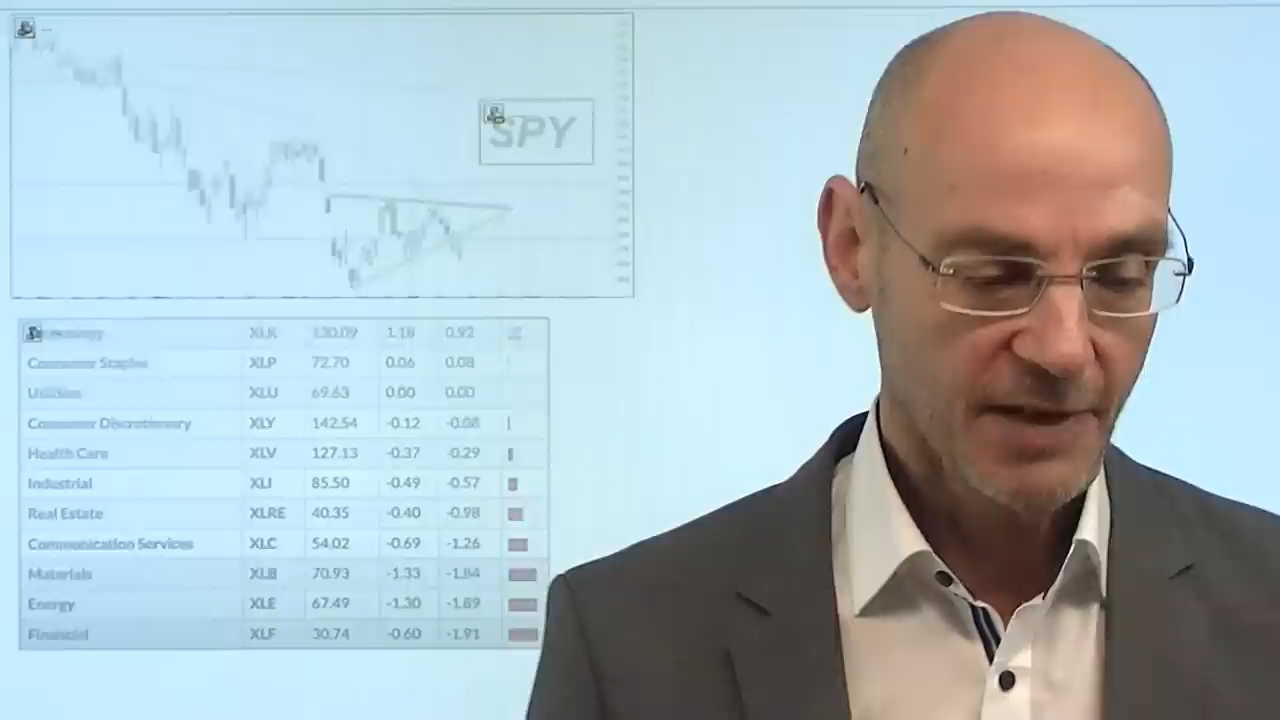 SPY
XLK 130.09 1.18 0.92
Consumer Staples XLP 72.70 0.06 0.08
Utilities XLU 69.63 0.00 0.00
Consumer Discretionary XLY 142.54 -0.12 -0.08
Health Care XLV 127.13 -0.37 -0.29
Industrial XLI 85.50 -0.49 -0.57
Real Estate XLRE 40.35 -0.40 -0.98
Communication Services XLC 54.02 -0.69 -1.26
Materials XLB 70.93 -1.33 -1.84
Energy XLE 67.49 -1.30 -1.89
Financial XLF 30.74 -0.60 -1.91